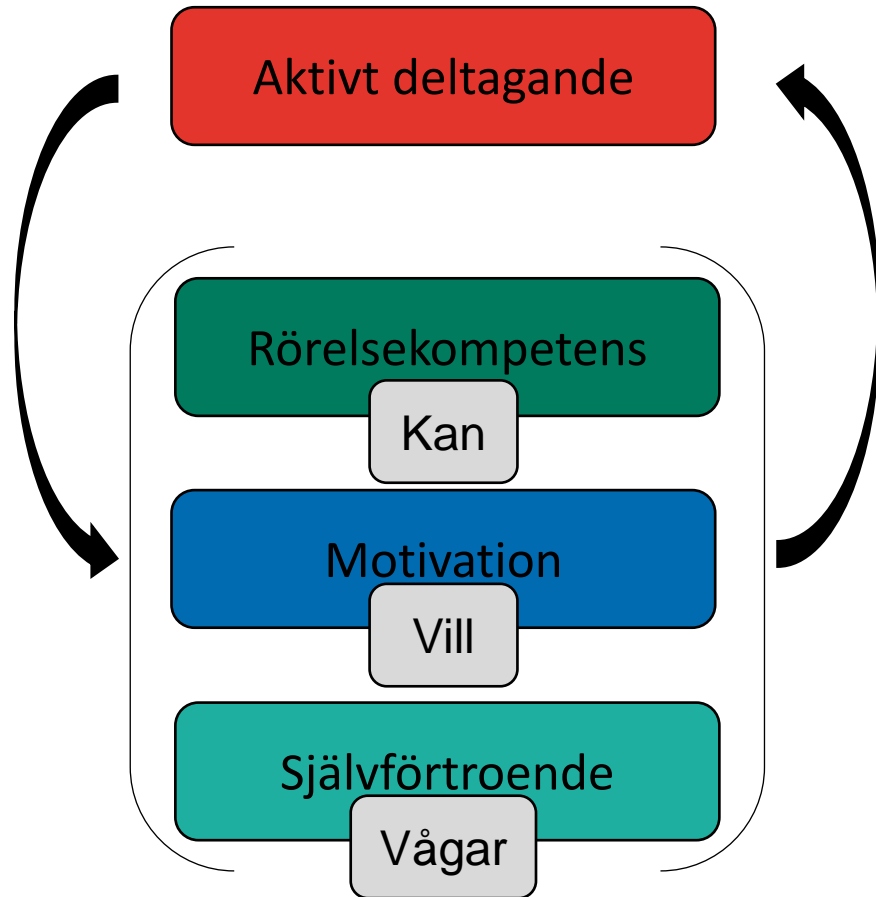 Aktivt deltagande
Rörelsekompetens
Kan
Motivation
Vill
Självförtroende
Vågar